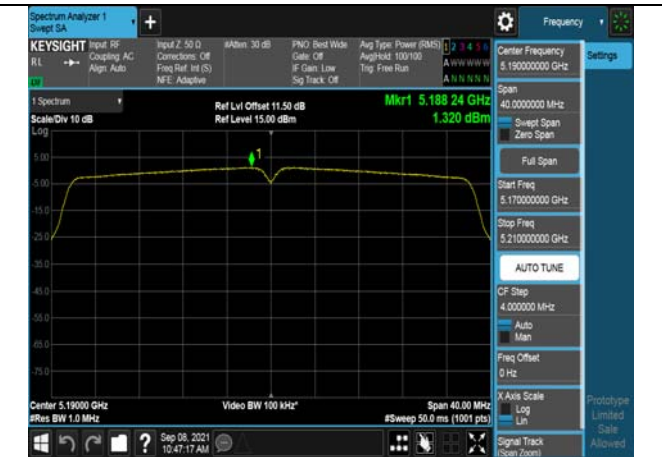 Spectrum Analyzer 1
Swept SA
+
Frequency
KEYSIGHT
RL
Input: RF
Coupling: AC
Align: Auto
Input Z: 50 Ω
Corrections: Off
Freq Ref: Int (S)
NFE: Adaptive
#Atten: 30 dB
PNO: Best Wide
Gate: Off
IF Gain: Low
Sig Track: Off
Avg Type: Power (RMS)
Avg|Hold: 100/100
Trig: Free Run
1 2 3 4 5 6
A W W W W W
A N N N N N
1 Spectrum
Scale/Div 10 dB
Log
Ref Lvl Offset 11.50 dB
Ref Level 15.00 dBm
Mkr1 5.188 24 GHz
1.320 dBm
1
5.00
-5.00
-15.0
-25.0
-35.0
-45.0
-55.0
-65.0
-75.0
Center 5.19000 GHz
#Res BW 1.0 MHz
Video BW 100 kHz*
Span 40.00 MHz
#Sweep 50.0 ms (1001 pts)
?
Sep 08, 2021
10:47:17 AM
Center Frequency
5.190000000 GHz
Settings
Span
40.0000000 MHz
Swept Span
Zero Span
Full Span
Start Freq
5.170000000 GHz
Stop Freq
5.210000000 GHz
AUTO TUNE
CF Step
4.000000 MHz
Auto
Man
Freq Offset
0 Hz
X Axis Scale
Log
Lin
Signal Track
(Span Zoom)
Prototype
Limited
Sale
Allowed